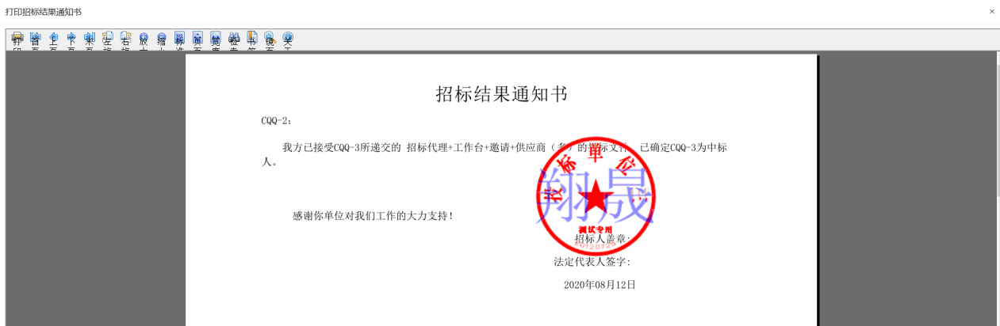 打印招标结果通知书 ×
打印 首页 上页 下页 末页 左旋 右旋 放大 缩小 标准 页面 宽度 检查 书签 镜面 关于
招标结果通知书
CQQ-2:
我方已接受CQQ-3所递交的 招标代理+工作台+邀请+供应商(多)的招标文件,已确定CQQ-3为中标
人。
投标单位
翔晟
感谢你单位对我们工作的大力支持!
测试专用
招标人盖章:
20120725
法定代表人签字:
2020年08月12日